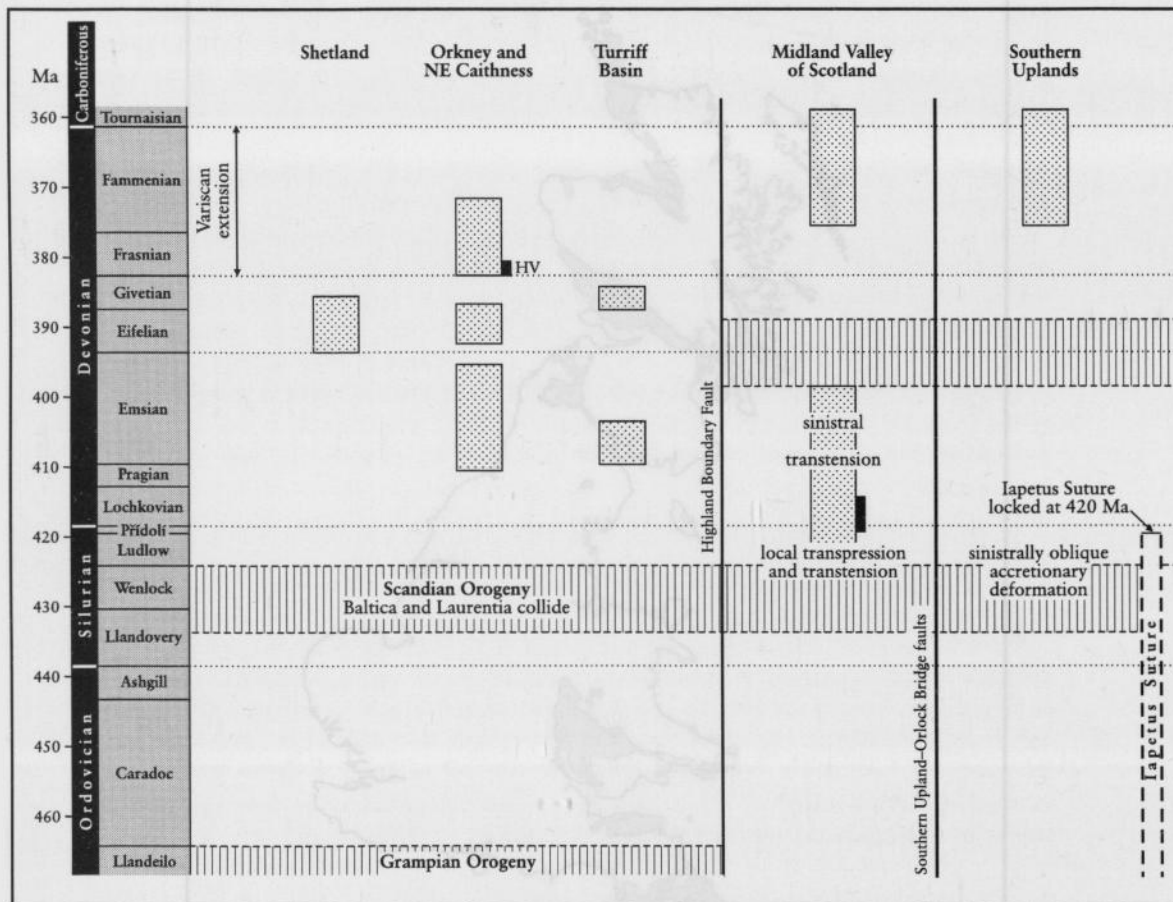 Ma
Carboniferous
Devonian
Silurian
Ordovician
360
370
380
390
400
410
420
430
440
450
460
Tournaisian
Fammenian
Frasnian
Givetian
Eifelian
Emsian
Pragian
Lochkovian
Prídolí
Ludlow
Wenlock
Llandovery
Ashgill
Caradoc
Llandeilo
Shetland
Orkney and
NE Caithness
Turriff
Basin
Midland Valley
of Scotland
Southern
Uplands
Variscan
extension
HV
Highland Boundary Fault
sinistral
transtension
local transpression
and transtension
Iapetus Suture
locked at 420 Ma
sinistrally oblique
accretionary
deformation
Scandian Orogeny
Baltica and Laurentia collide
Southern Upland–Orlock Bridge faults
Iapetus Suture
Grampian Orogeny